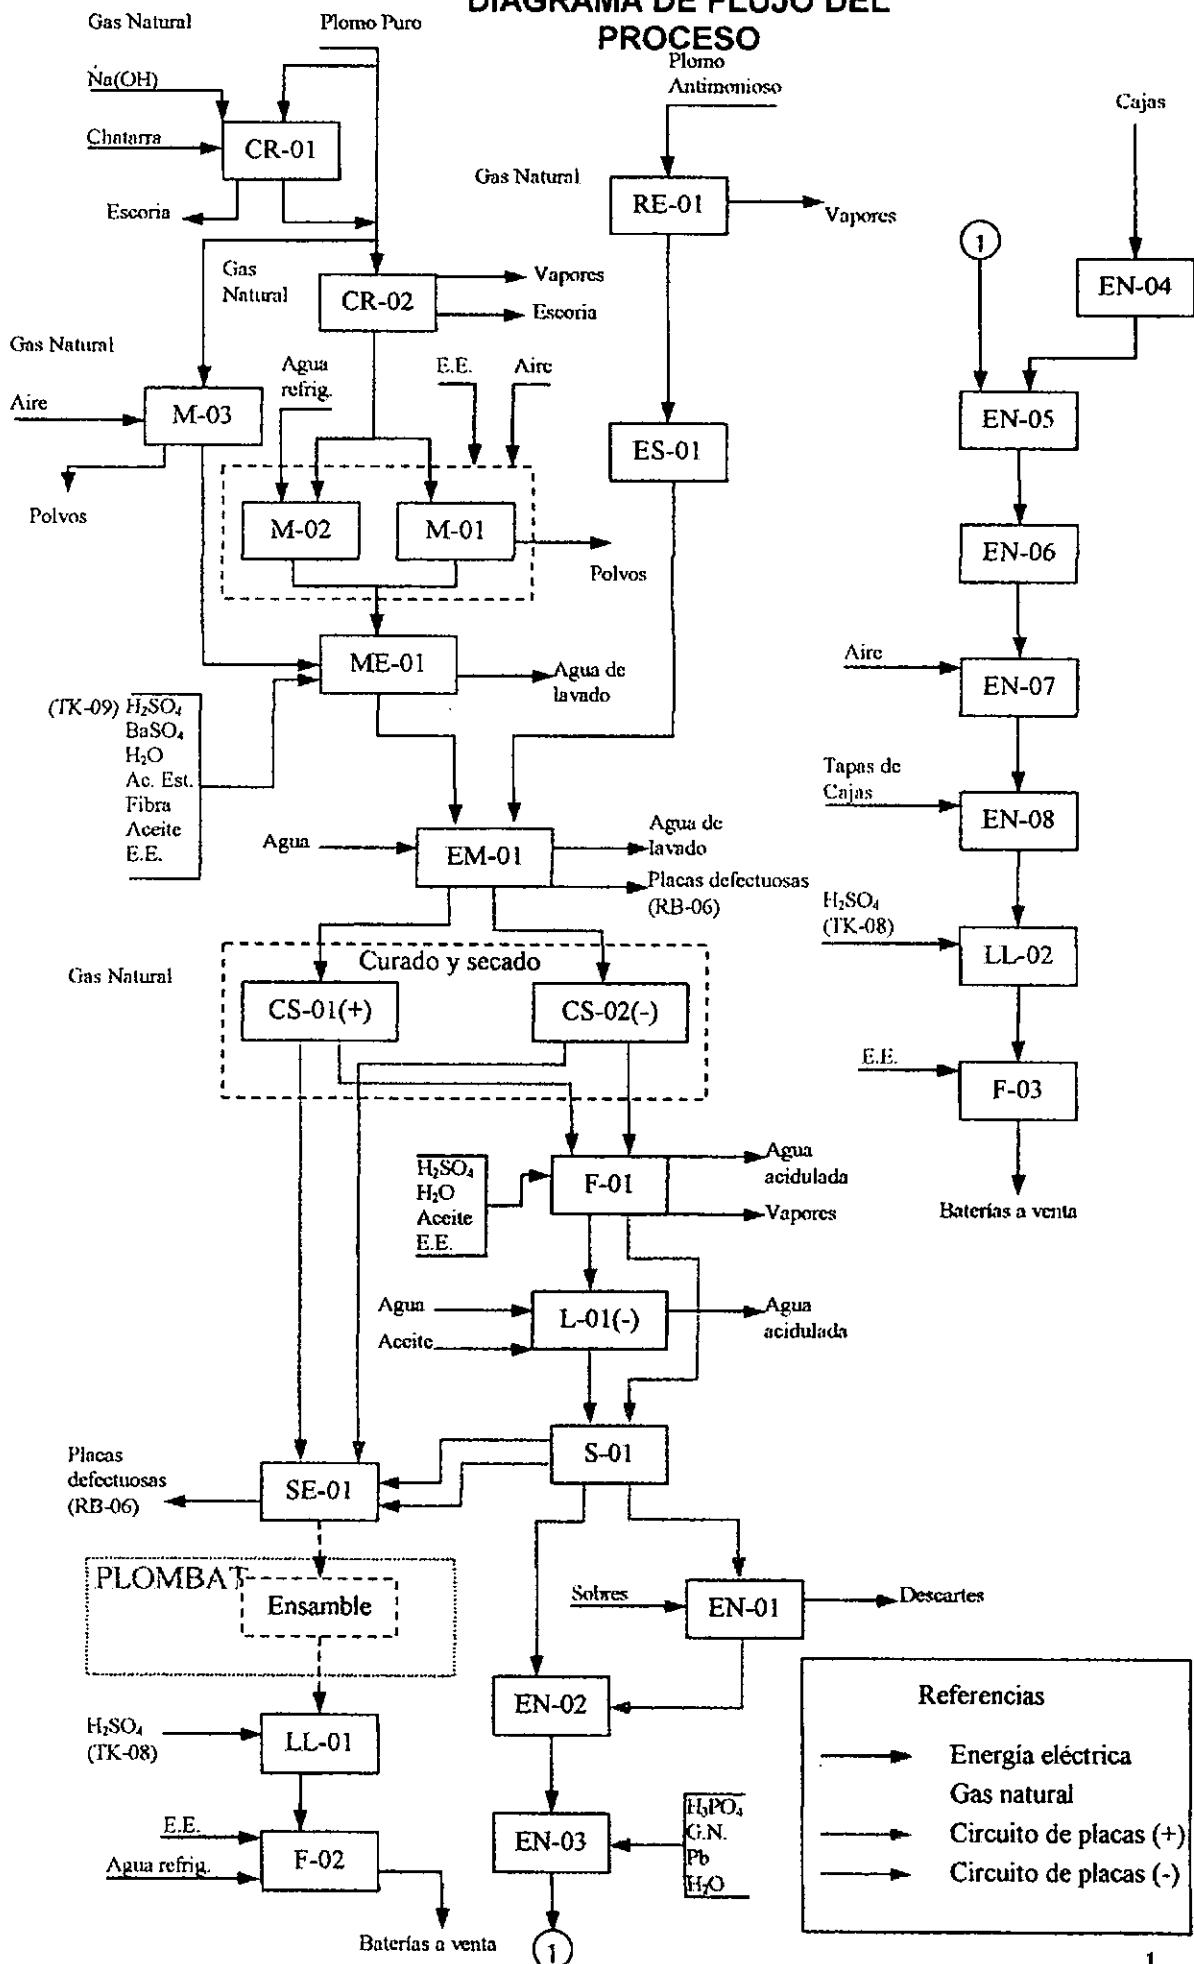 DIAGRAMA DE FLUJO DEL
PROCESO
Gas Natural
Plomo Puro
Plomo
Antimonioso
Na(OH)
Cajas
Chatarra
CR-01
Gas Natural
RE-01
Vapores
Escoria
1
Gas
Natural
CR-02
Vapores
Escoria
EN-04
Gas Natural
Agua
refrig.
E.E.
Aire
Aire
M-03
EN-05
ES-01
Polvos
M-02
M-01
Polvos
EN-06
ME-01
Agua de
lavado
Aire
EN-07
(TK-09)
H₂SO₄
BaSO₄
H₂O
Ac. Est.
Fibra
Aceite
E.E.
Tapas de
Cajas
EN-08
Agua
EM-01
Agua de
lavado
Placas defectuosas
(RB-06)
H₂SO₄
(TK-08)
LL-02
Gas Natural
Curado y secado
CS-01(+)
CS-02(-)
E.E.
F-03
H₂SO₄
H₂O
Aceite
E.E.
F-01
Agua
acidulada
Vapores
Baterías a venta
Agua
Aceite
L-01(-)
Agua
acidulada
S-01
Placas
defectuosas
(RB-06)
SE-01
PLOMBAT
Ensamble
Sobres
EN-01
Descartes
EN-02
H₂SO₄
(TK-08)
LL-01
E.E.
Agua refrig.
F-02
EN-03
H₃PO₄
G.N.
Pb
H₂O
Baterías a venta
1
Referencias
Energía eléctrica
Gas natural
Circuito de placas (+)
Circuito de placas (-)
1